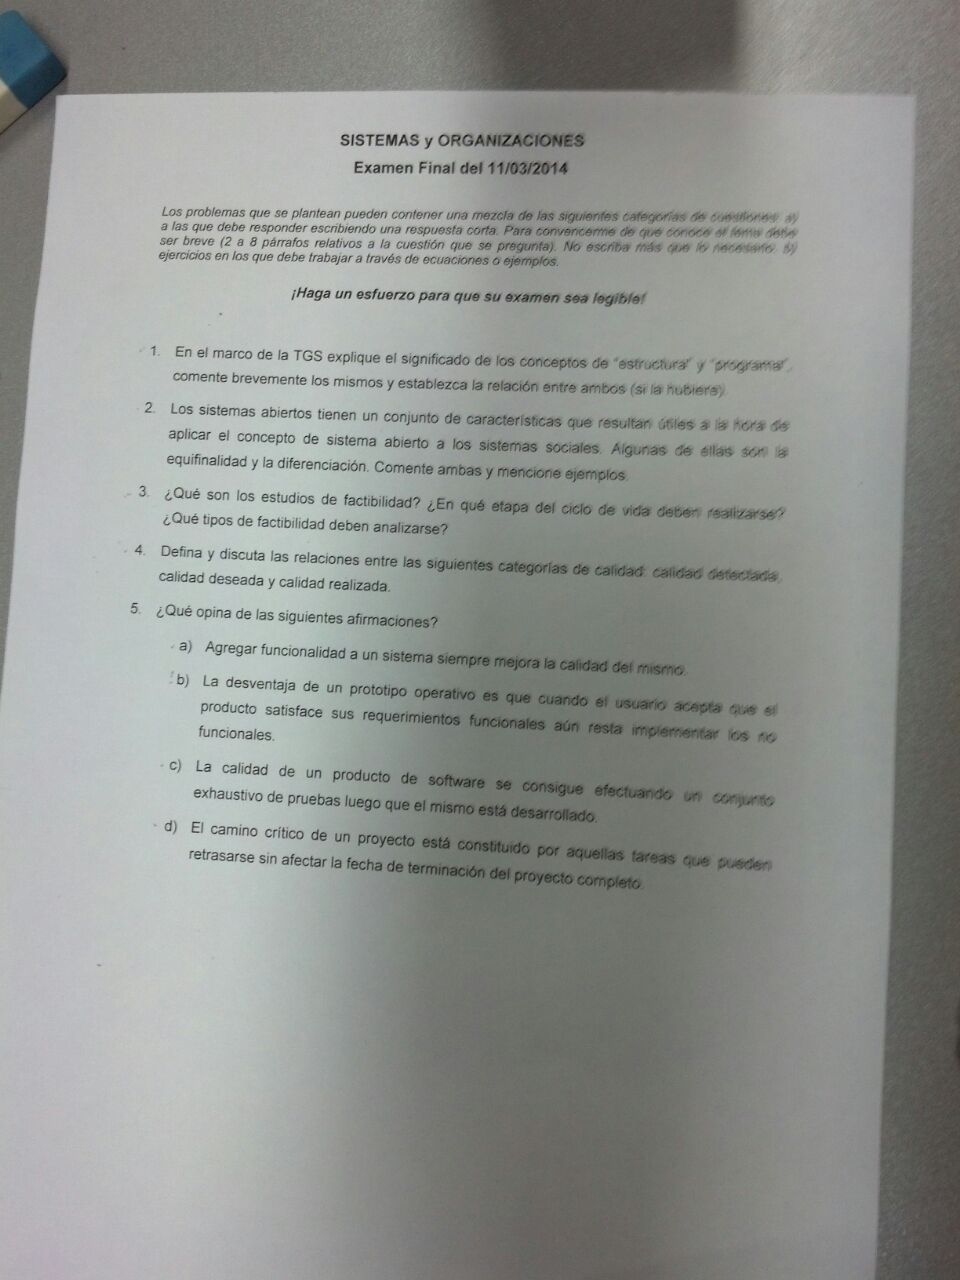 SISTEMAS y ORGANIZACIONES
Examen Final del 11/03/2014
Los problemas que se plantean pueden contener una mezcla de las siguientes categorías de cuestiones: a)
a las que debe responder escribiendo una respuesta corta. Para convencerme de que conoce el tema debe
ser breve (2 a 8 párrafos relativos a la cuestión que se pregunta). No escriba más que lo necesario. b)
ejercicios en los que debe trabajar a través de ecuaciones o ejemplos.
¡Haga un esfuerzo para que su examen sea legible!
1. En el marco de la TGS explique el significado de los conceptos de "estructura" y "programa",
comente brevemente los mismos y establezca la relación entre ambos (si la hubiera).
2. Los sistemas abiertos tienen un conjunto de características que resultan útiles a la hora de
aplicar el concepto de sistema abierto a los sistemas sociales. Algunas de ellas son la
equifinalidad y la diferenciación. Comente ambas y mencione ejemplos.
3. ¿Qué son los estudios de factibilidad? ¿En qué etapa del ciclo de vida deben realizarse?
¿Qué tipos de factibilidad deben analizarse?
4. Defina y discuta las relaciones entre las siguientes categorías de calidad: calidad detectada,
calidad deseada y calidad realizada.
5. ¿Qué opina de las siguientes afirmaciones?
a) Agregar funcionalidad a un sistema siempre mejora la calidad del mismo.
b) La desventaja de un prototipo operativo es que cuando el usuario acepta que el
producto satisface sus requerimientos funcionales aún resta implementar los no
funcionales.
c) La calidad de un producto de software se consigue efectuando un conjunto
exhaustivo de pruebas luego que el mismo está desarrollado.
d) El camino crítico de un proyecto está constituido por aquellas tareas que pueden
retrasarse sin afectar la fecha de terminación del proyecto completo.